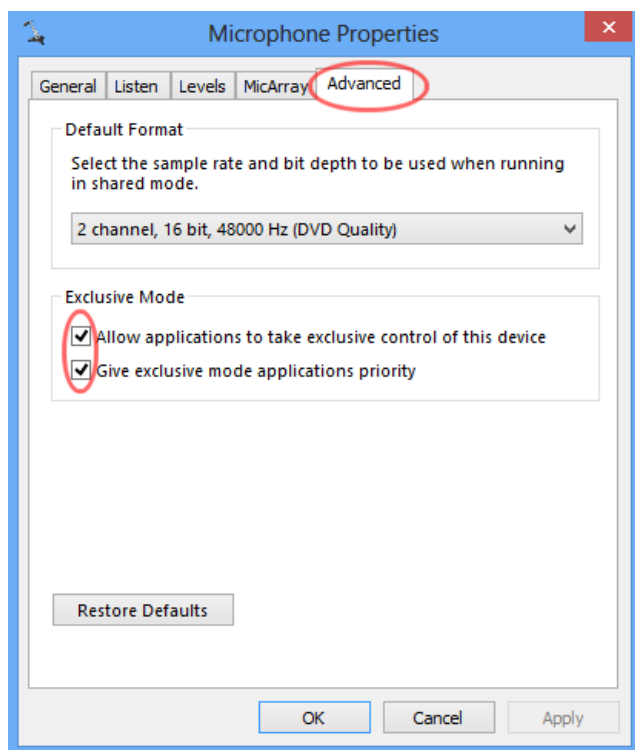 Microphone Properties
General Listen Levels MicArray Advanced
Default Format
Select the sample rate and bit depth to be used when running
in shared mode.
2 channel, 16 bit, 48000 Hz (DVD Quality)
Exclusive Mode
Allow applications to take exclusive control of this device
Give exclusive mode applications priority
Restore Defaults
OK Cancel Apply